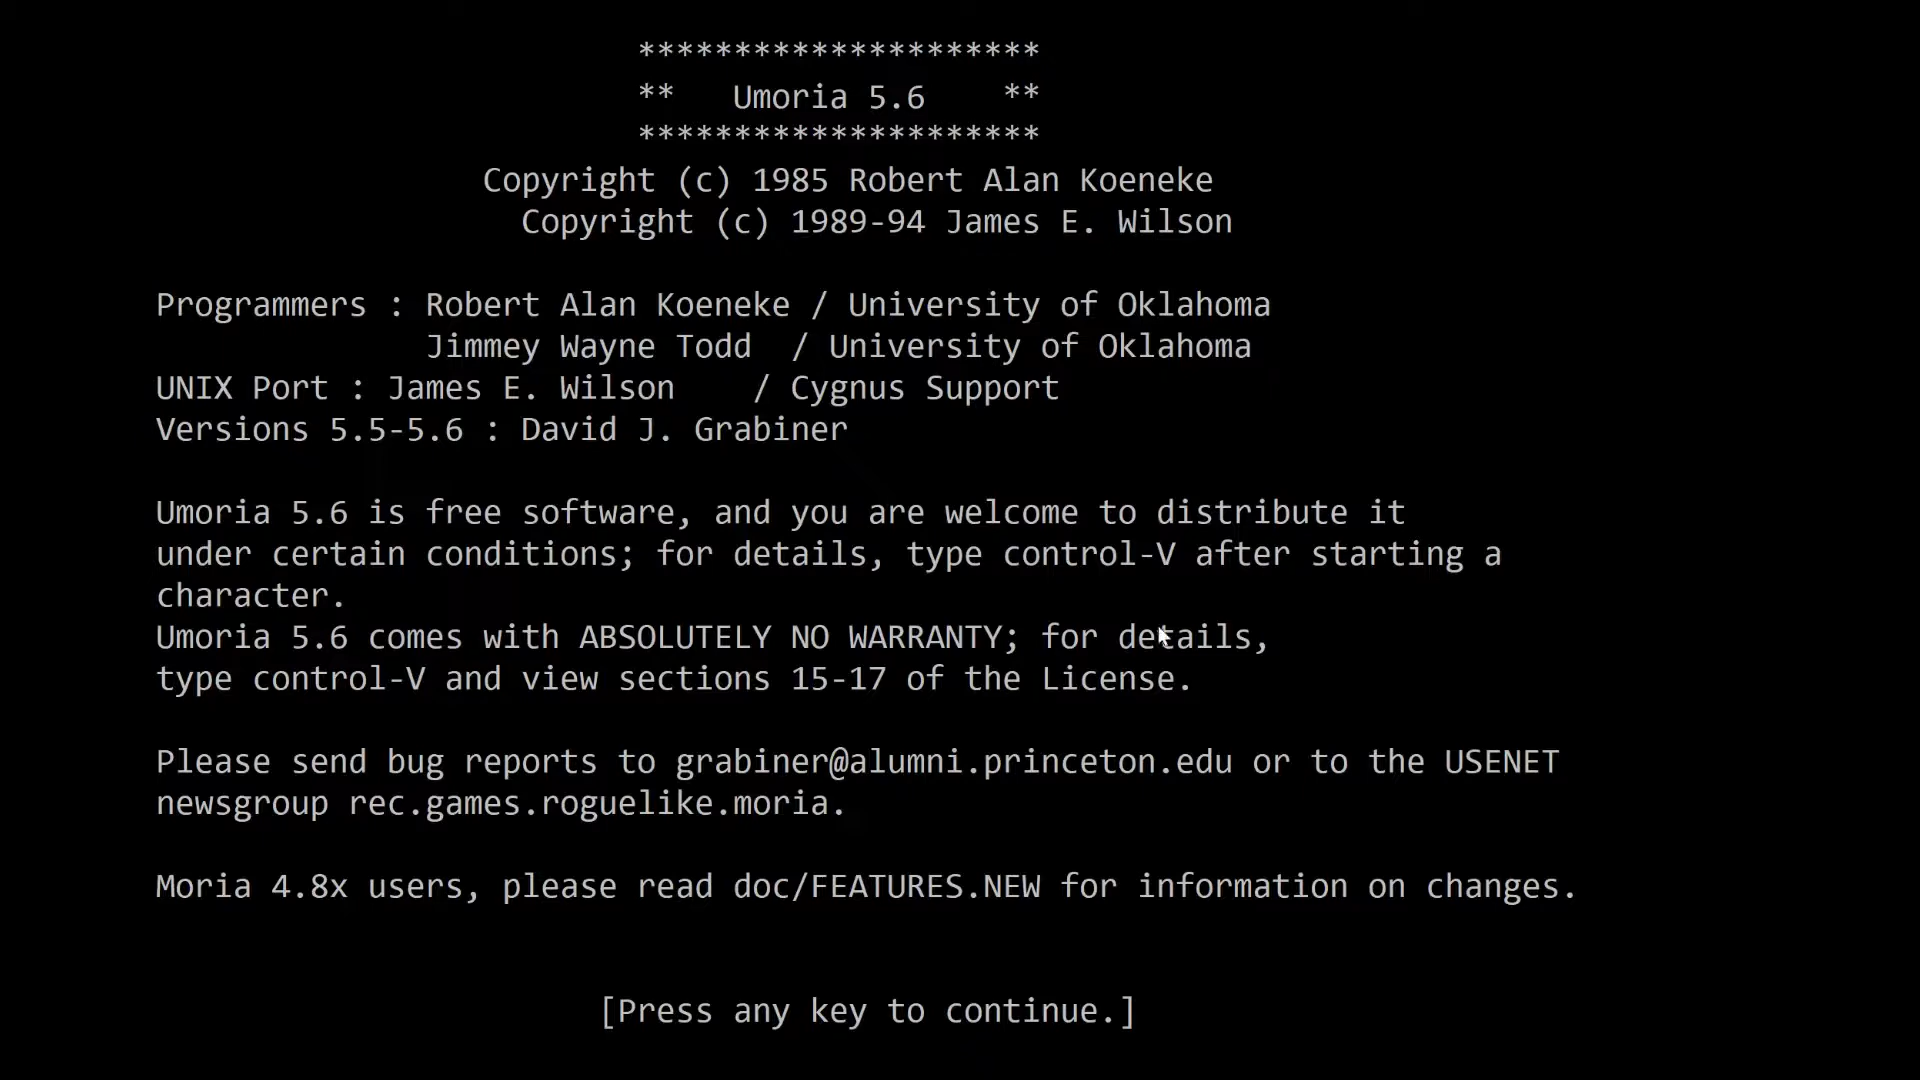 *********************
**   Umoria 5.6    **
*********************
Copyright (c) 1985 Robert Alan Koeneke
Copyright (c) 1989-94 James E. Wilson
Programmers : Robert Alan Koeneke / University of Oklahoma
Jimmey Wayne Todd  / University of Oklahoma
UNIX Port : James E. Wilson    / Cygnus Support
Versions 5.5-5.6 : David J. Grabiner
Umoria 5.6 is free software, and you are welcome to distribute it
under certain conditions; for details, type control-V after starting a
character.
Umoria 5.6 comes with ABSOLUTELY NO WARRANTY; for details,
type control-V and view sections 15-17 of the License.
Please send bug reports to grabiner@alumni.princeton.edu or to the USENET
newsgroup rec.games.roguelike.moria.
Moria 4.8x users, please read doc/FEATURES.NEW for information on changes.
[Press any key to continue.]